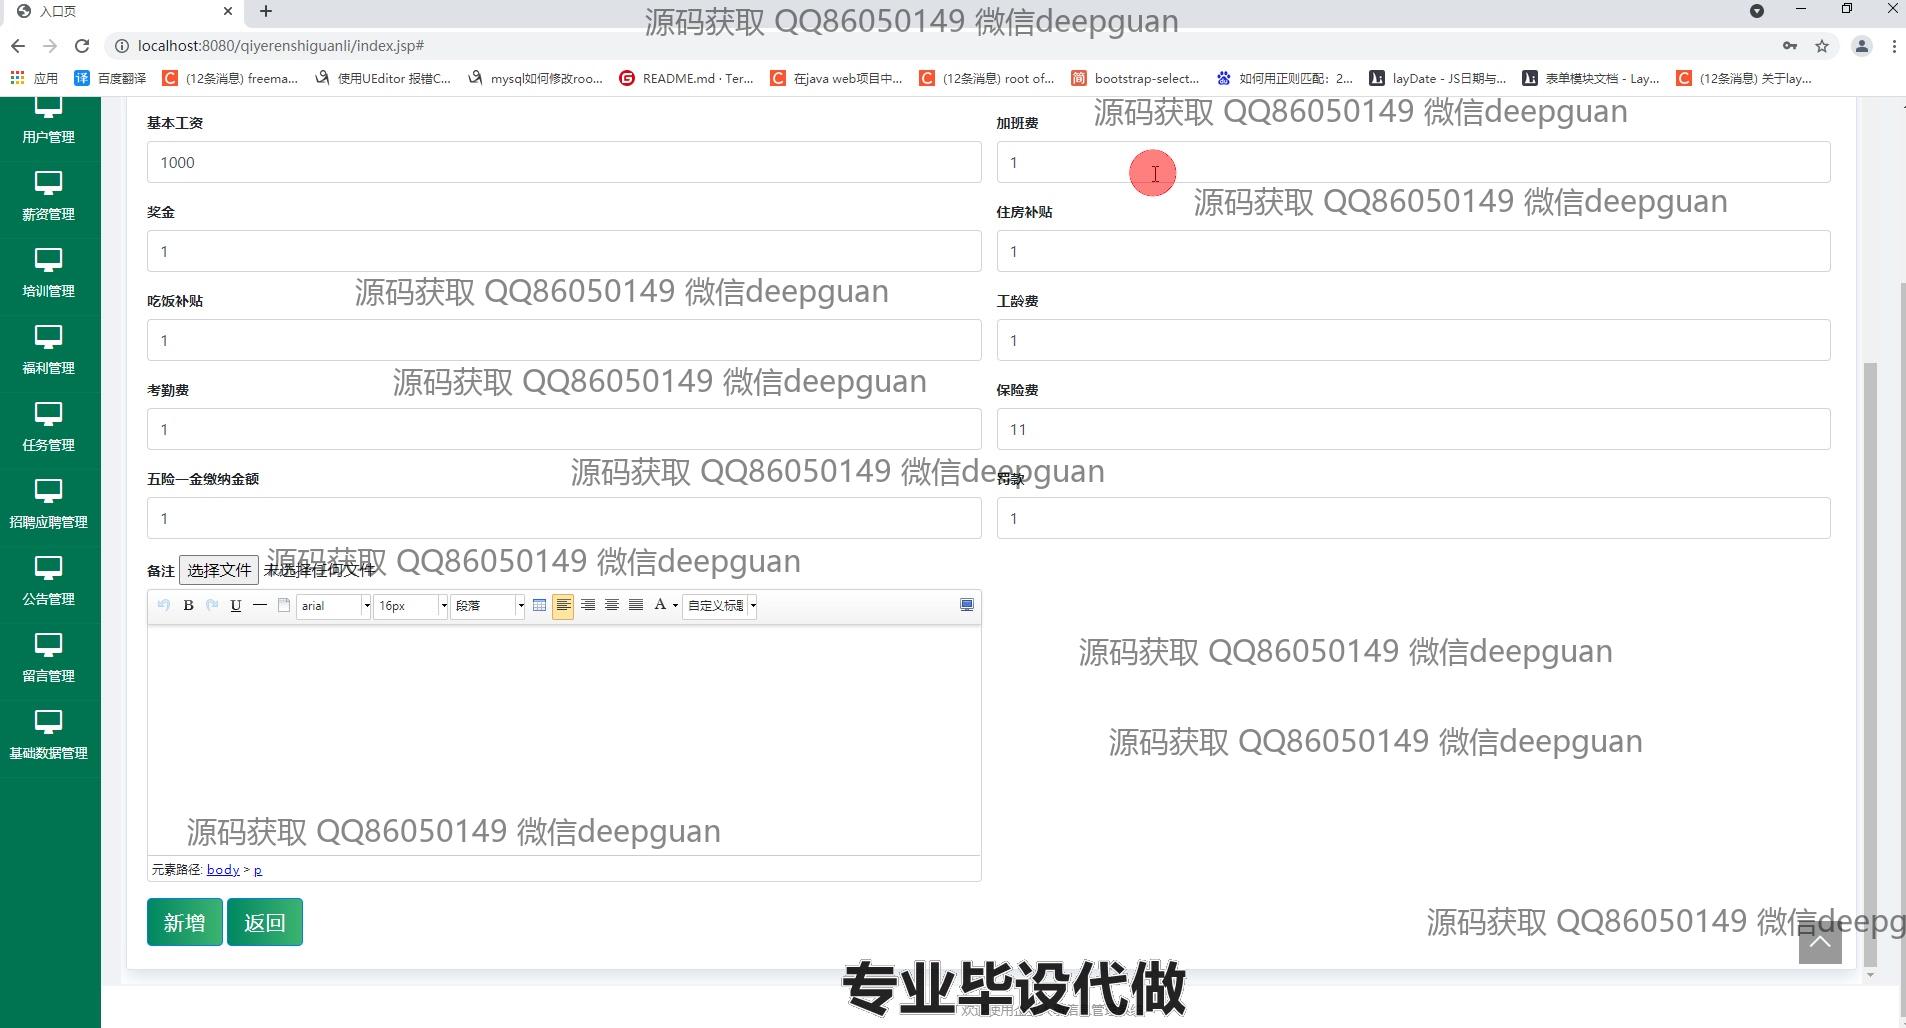 入口页
源码获取 QQ86050149 微信deepguan
localhost:8080/qiyerenshiguanli/index.jsp#
应用 百度翻译 (12条消息) freema... 使用UEditor 报错C... mysql如何修改roo... README.md · Ter... 在java web项目中... (12条消息) root of... bootstrap-select... 如何用正则匹配：2... layDate - JS日期与... 表单模块文档 - Lay... (12条消息) 关于lay...
用户管理
薪资管理
培训管理
福利管理
任务管理
招聘应聘管理
公告管理
留言管理
基础数据管理
源码获取 QQ86050149 微信deepguan
基本工资 加班费
1000 1
源码获取 QQ86050149 微信deepguan
奖金 住房补贴
1 1
源码获取 QQ86050149 微信deepguan
吃饭补贴 工龄费
1 1
源码获取 QQ86050149 微信deepguan
考勤费 保险费
1 11
源码获取 QQ86050149 微信deepguan
五险一金缴纳金额 罚款
1 1
源码获取 QQ86050149 微信deepguan
备注 选择文件 未选择任何文件
B U arial 16px 段落 A 自定义标题
源码获取 QQ86050149 微信deepguan
源码获取 QQ86050149 微信deepguan
源码获取 QQ86050149 微信deepguan
元素路径: body > p
新增 返回
源码获取 QQ86050149 微信deepg
专业毕设代做